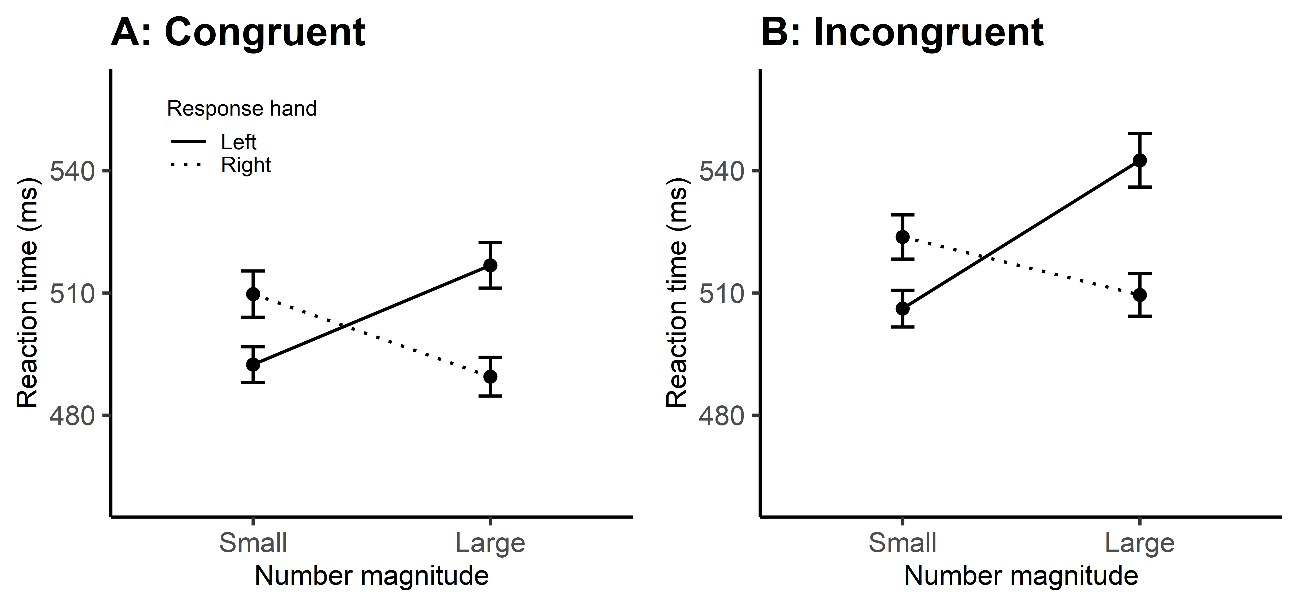 A: Congruent
Response hand
Left
Right
540
510
480
Reaction time (ms)
Small Large
Number magnitude
B: Incongruent
540
510
480
Reaction time (ms)
Small Large
Number magnitude